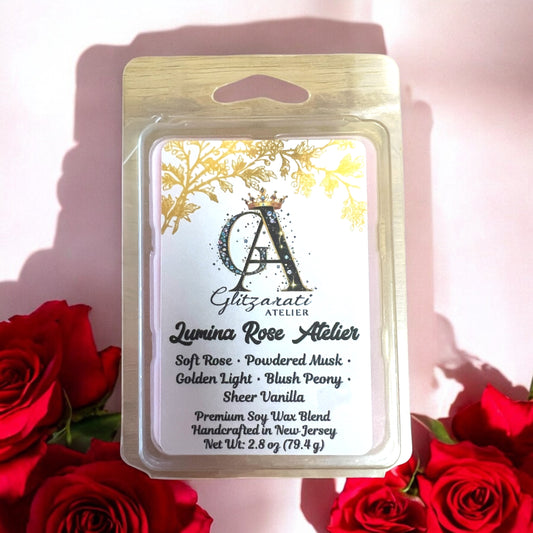 GA
Glitzarati
ATELIER
Lumina Rose Atelier
Soft Rose • Powdered Musk •
Golden Light • Blush Peony •
Sheer Vanilla
Premium Soy Wax Blend
Handcrafted in New Jersey
Net Wt: 2.8 oz (79.4 g)